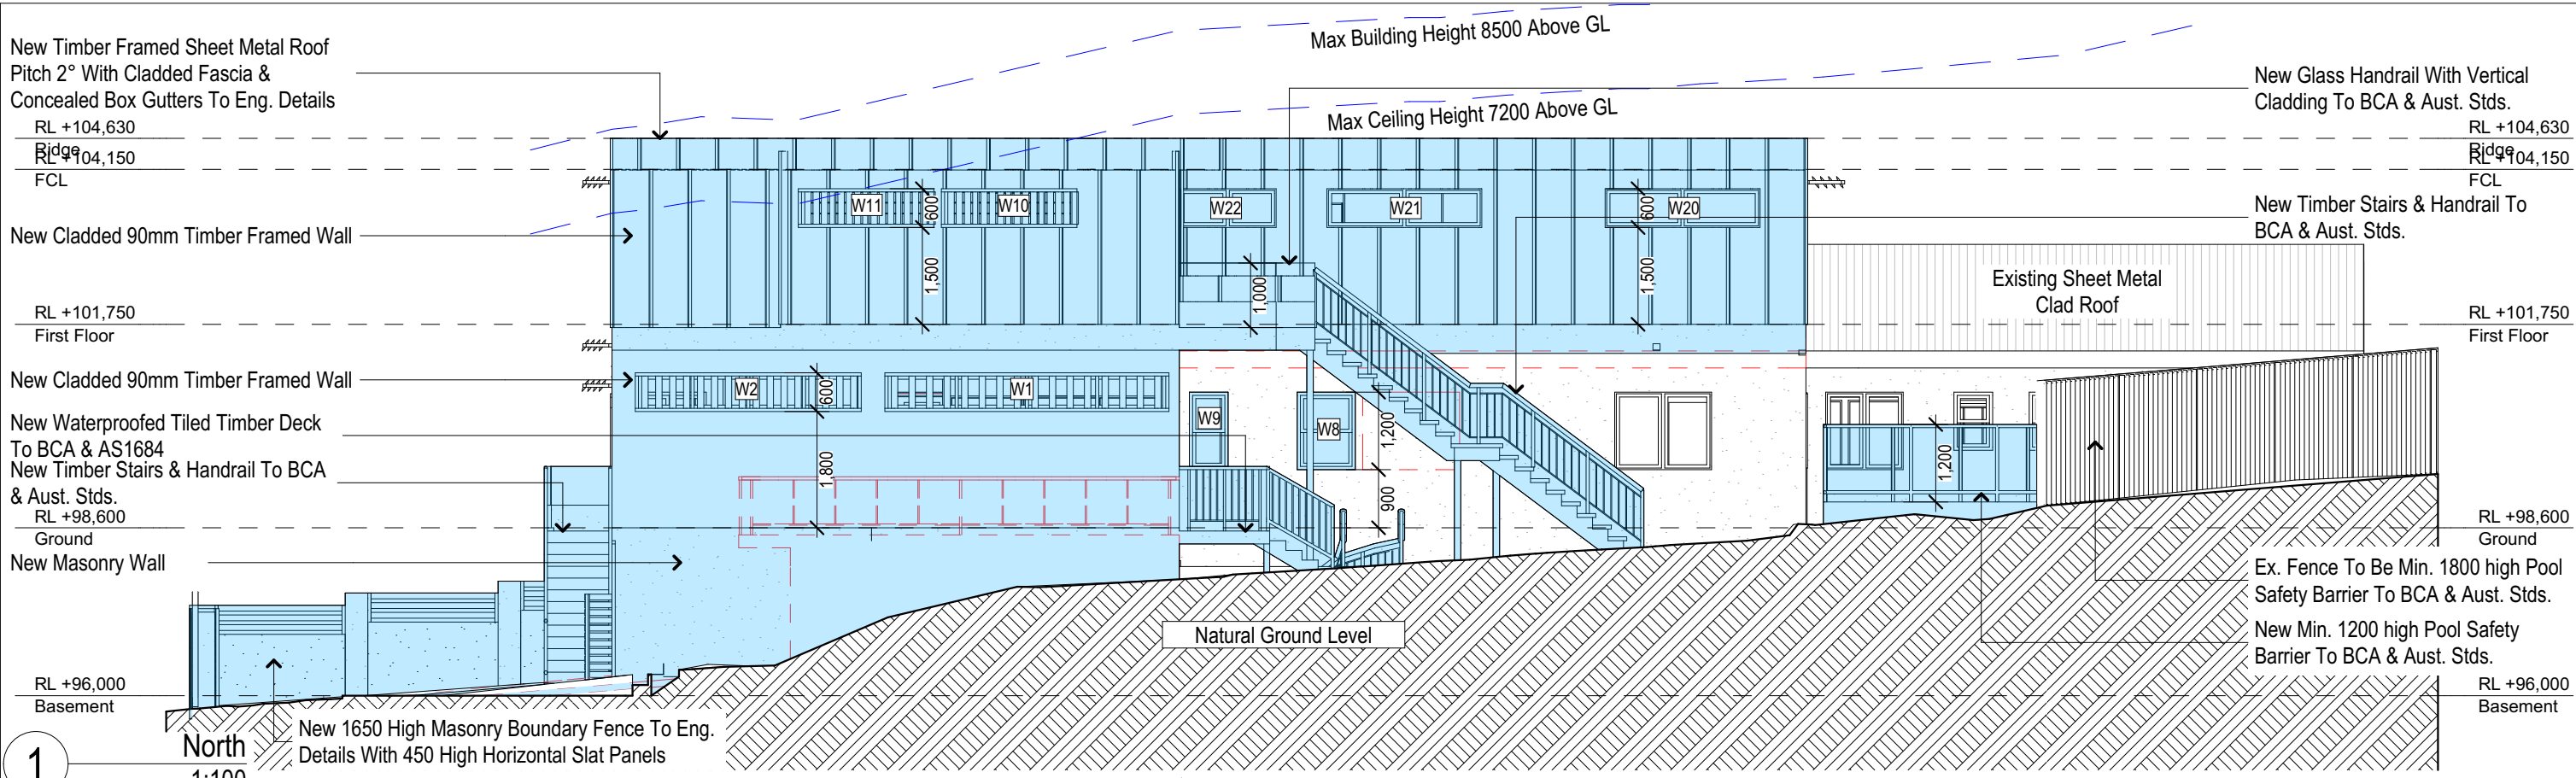 Max Building Height 8500 Above GL
Max Ceiling Height 7200 Above GL
New Timber Framed Sheet Metal Roof
Pitch 2° With Cladded Fascia &
Concealed Box Gutters To Eng. Details
RL +104,630
Ridge
RL +104,150
FCL
New Cladded 90mm Timber Framed Wall
RL +101,750
First Floor
New Cladded 90mm Timber Framed Wall
New Waterproofed Tiled Timber Deck
To BCA & AS1684
New Timber Stairs & Handrail To BCA
& Aust. Stds.
RL +98,600
Ground
New Masonry Wall
RL +96,000
Basement
W11
600
W10
W22
W21
600
W20
1,500
1,000
1,500
W2
600
W1
W9
W8
1,200
1,800
900
1,200
Existing Sheet Metal
Clad Roof
Natural Ground Level
New Glass Handrail With Vertical
Cladding To BCA & Aust. Stds.
RL +104,630
Ridge
RL +104,150
FCL
New Timber Stairs & Handrail To
BCA & Aust. Stds.
RL +101,750
First Floor
RL +98,600
Ground
Ex. Fence To Be Min. 1800 high Pool
Safety Barrier To BCA & Aust. Stds.
New Min. 1200 high Pool Safety
Barrier To BCA & Aust. Stds.
RL +96,000
Basement
New 1650 High Masonry Boundary Fence To Eng.
Details With 450 High Horizontal Slat Panels
1
North
1:100